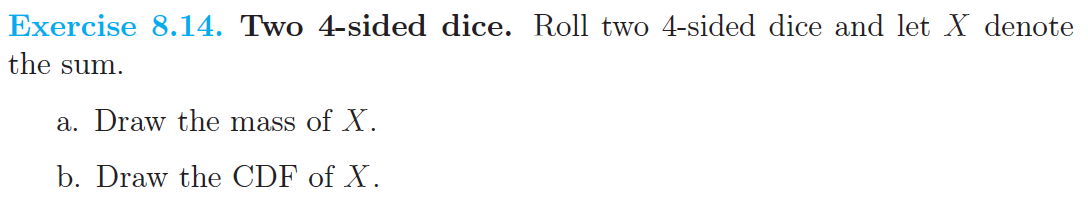 Exercise 8.14. Two 4-sided dice. Roll two 4-sided dice and let X denote
the sum.
a. Draw the mass of X.
b. Draw the CDF of X.